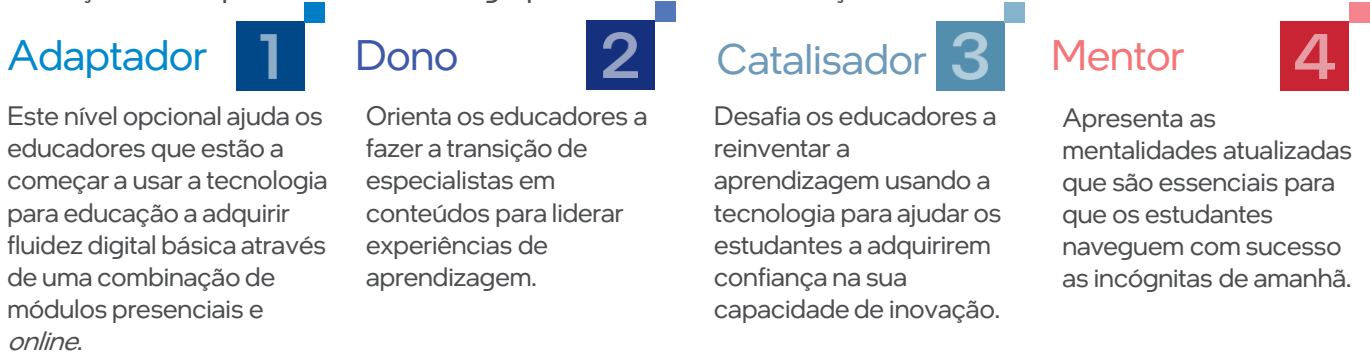 Adaptador 1
Este nível opcional ajuda os
educadores que estão a
começar a usar a tecnologia
para educação a adquirir
fluidez digital básica através
de uma combinação de
módulos presenciais e
online.
Dono 2
Orienta os educadores a
fazer a transição de
especialistas em
conteúdos para liderar
experiências de
aprendizagem.
Catalisador 3
Desafia os educadores a
reinventar a
aprendizagem usando a
tecnologia para ajudar os
estudantes a adquirirem
confiança na sua
capacidade de inovação.
Mentor 4
Apresenta as
mentalidades atualizadas
que são essenciais para
que os estudantes
naveguem com sucesso
as incógnitas de amanhã.